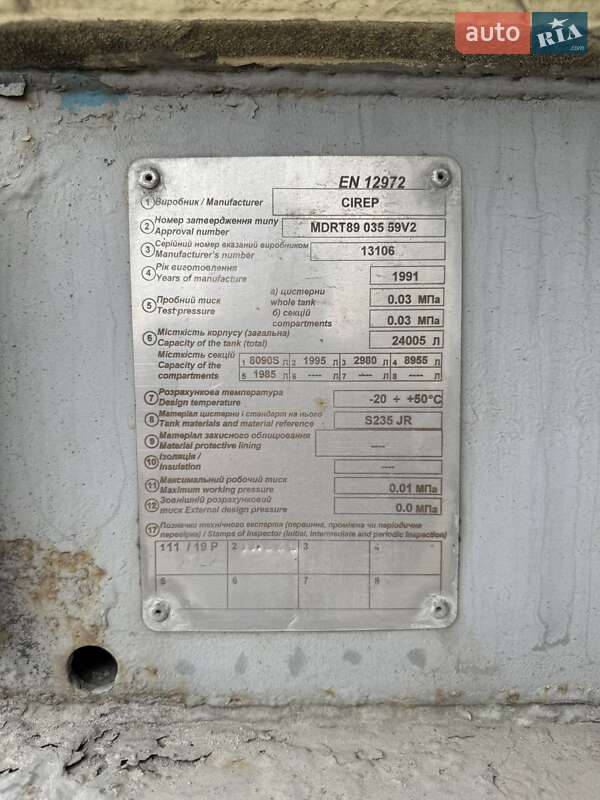 auto RIA .com
EN 12972
1 Виробник / Manufacturer CIREP
2 Номер затвердження типу
Approval number MDRT89 035 59V2
3 Серійний номер вказаний виробником
Manufacturer's number 13106
4 Рік виготовлення
Years of manufacture 1991
5 Пробний тиск
Test pressure
а) цистерни
whole tank 0.03 МПа
б) секцій
compartments 0.03 МПа
6 Місткість корпусу (загальна)
Capacity of the tank (total) 24005 Л
Місткість секцій
Capacity of the
compartments
1 8090S Л 2 1995 Л 3 2980 Л 4 8955 Л
5 1985 Л 6 ---- Л 7 ---- Л 8 ---- Л
7 Розрахункова температура
Design temperature -20 ÷ +50°C
8 Матеріал цистерни і стандарт на нього
Tank materials and material reference S235 JR
9 Матеріал захисного облицювання
Material protective lining ----
10 Ізоляція /
Insulation ----
11 Максимальний робочий тиск
Maximum working pressure 0.01 МПа
12 Зовнішній розрахунковий
тиск External design pressure 0.0 МПа
17 Позначки технічного експерта (первинна, проміжна чи періодична
перевірка) / Stamps of Inspector (Initial, intermediate and periodic inspection)
111 / 19 P 2 3 4
5 6 7 8